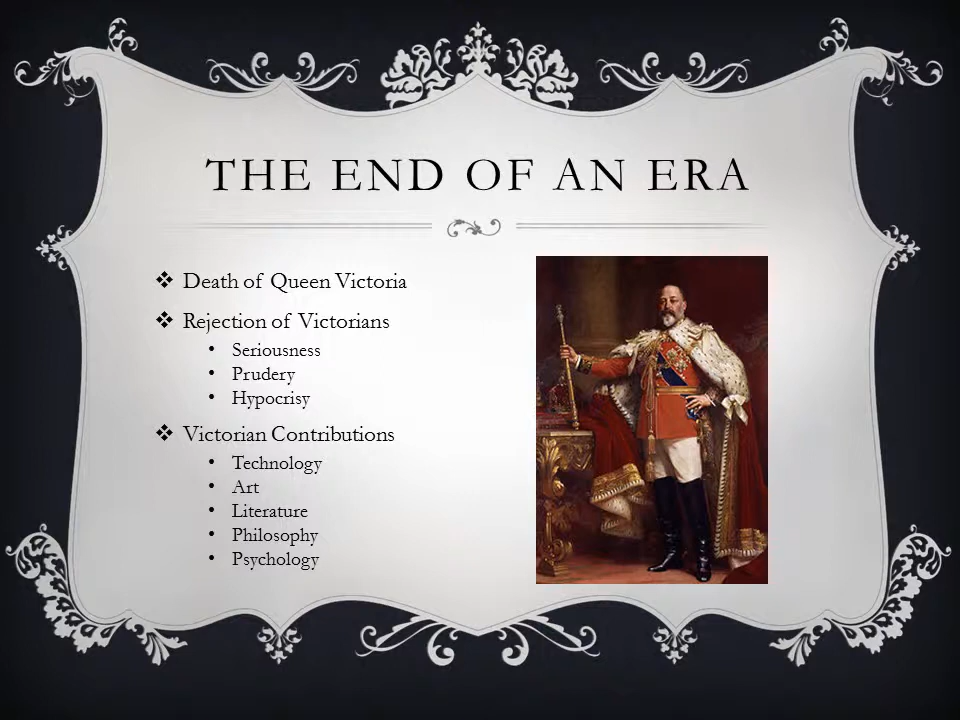 THE END OF AN ERA
❖ Death of Queen Victoria
❖ Rejection of Victorians
• Seriousness
• Prudery
• Hypocrisy
❖ Victorian Contributions
• Technology
• Art
• Literature
• Philosophy
• Psychology